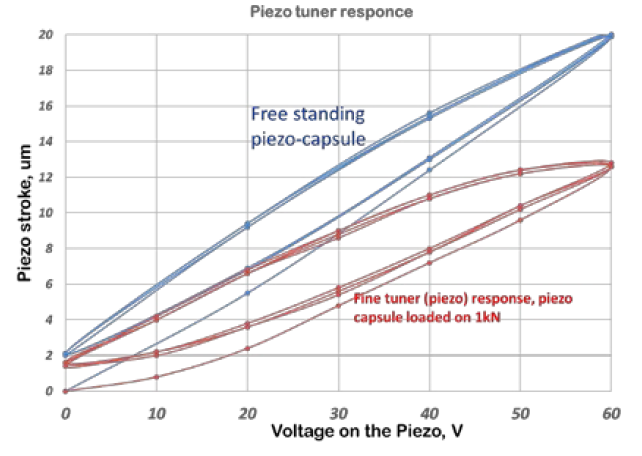 Piezo tuner responce
20
18
16
14
12
10
8
6
4
2
0
Piezo stroke, um
Free standing
piezo-capsule
Fine tuner (piezo) response, piezo
capsule loaded on 1kN
0 10 20 30 40 50 60
Voltage on the Piezo, V